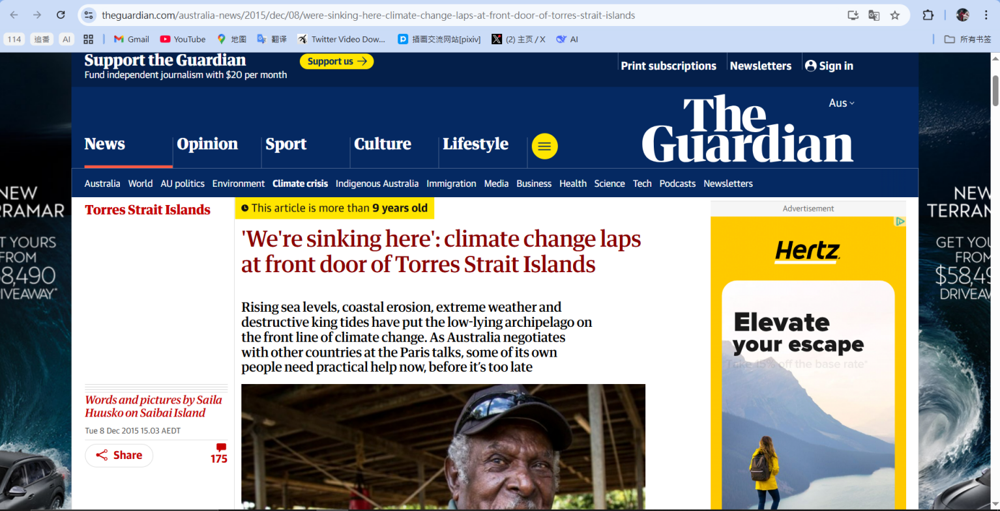 theguardian.com/australia-news/2015/dec/08/were-sinking-here-climate-change-laps-at-front-door-of-torres-strait-islands
114 追番 AI Gmail YouTube 地图 翻译 Twitter Video Dow... 插画交流网站[pixiv] (2) 主页 / X AI 所有书签
Support the Guardian
Fund independent journalism with $20 per month
Support us
Print subscriptions Newsletters Sign in
Aus
The Guardian
News Opinion Sport Culture Lifestyle
Australia World AU politics Environment Climate crisis Indigenous Australia Immigration Media Business Health Science Tech Podcasts Newsletters
Torres Strait Islands
This article is more than 9 years old
'We're sinking here': climate change laps
at front door of Torres Strait Islands
Rising sea levels, coastal erosion, extreme weather and
destructive king tides have put the low-lying archipelago on
the front line of climate change. As Australia negotiates
with other countries at the Paris talks, some of its own
people need practical help now, before it's too late
Words and pictures by Saila
Huusko on Saibai Island
Tue 8 Dec 2015 15.03 AEDT
Share
175
Advertisement
Hertz
Elevate
your escape
Take 15% off the base rate*
NEW
RRAMAR
T YOURS
FROM
8,490
IVEAWAY*
NEW
TERRAN
GET YOU
FROM
$58,49
DRIVEAW